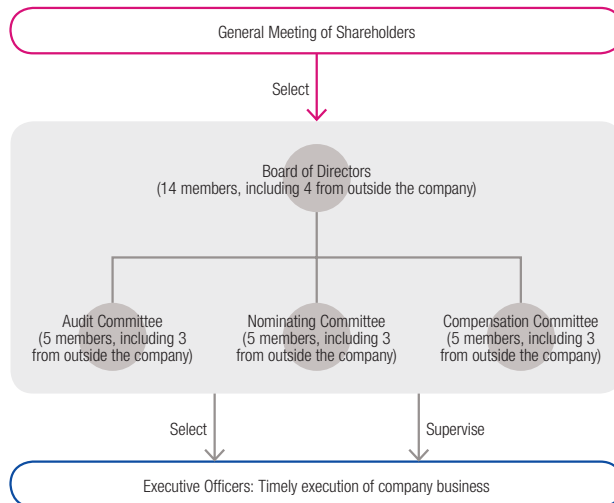 General Meeting of Shareholders
Select
Board of Directors
(14 members, including 4 from outside the company)
Audit Committee
(5 members, including 3
from outside the company)
Nominating Committee
(5 members, including 3
from outside the company)
Compensation Committee
(5 members, including 3
from outside the company)
Select
Supervise
Executive Officers: Timely execution of company business